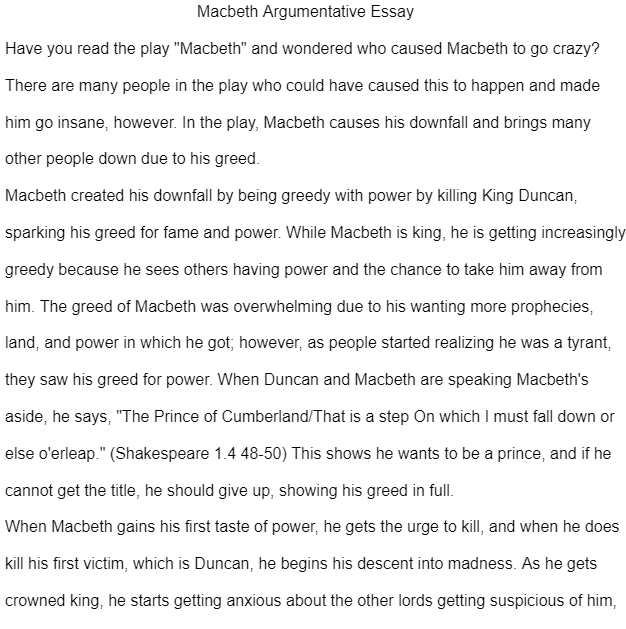 Macbeth Argumentative Essay
Have you read the play "Macbeth" and wondered who caused Macbeth to go crazy?
There are many people in the play who could have caused this to happen and made
him go insane, however. In the play, Macbeth causes his downfall and brings many
other people down due to his greed.
Macbeth created his downfall by being greedy with power by killing King Duncan,
sparking his greed for fame and power. While Macbeth is king, he is getting increasingly
greedy because he sees others having power and the chance to take him away from
him. The greed of Macbeth was overwhelming due to his wanting more prophecies,
land, and power in which he got; however, as people started realizing he was a tyrant,
they saw his greed for power. When Duncan and Macbeth are speaking Macbeth's
aside, he says, "The Prince of Cumberland/That is a step On which I must fall down or
else o'erleap." (Shakespeare 1.4 48-50) This shows he wants to be a prince, and if he
cannot get the title, he should give up, showing his greed in full.
When Macbeth gains his first taste of power, he gets the urge to kill, and when he does
kill his first victim, which is Duncan, he begins his descent into madness. As he gets
crowned king, he starts getting anxious about the other lords getting suspicious of him,